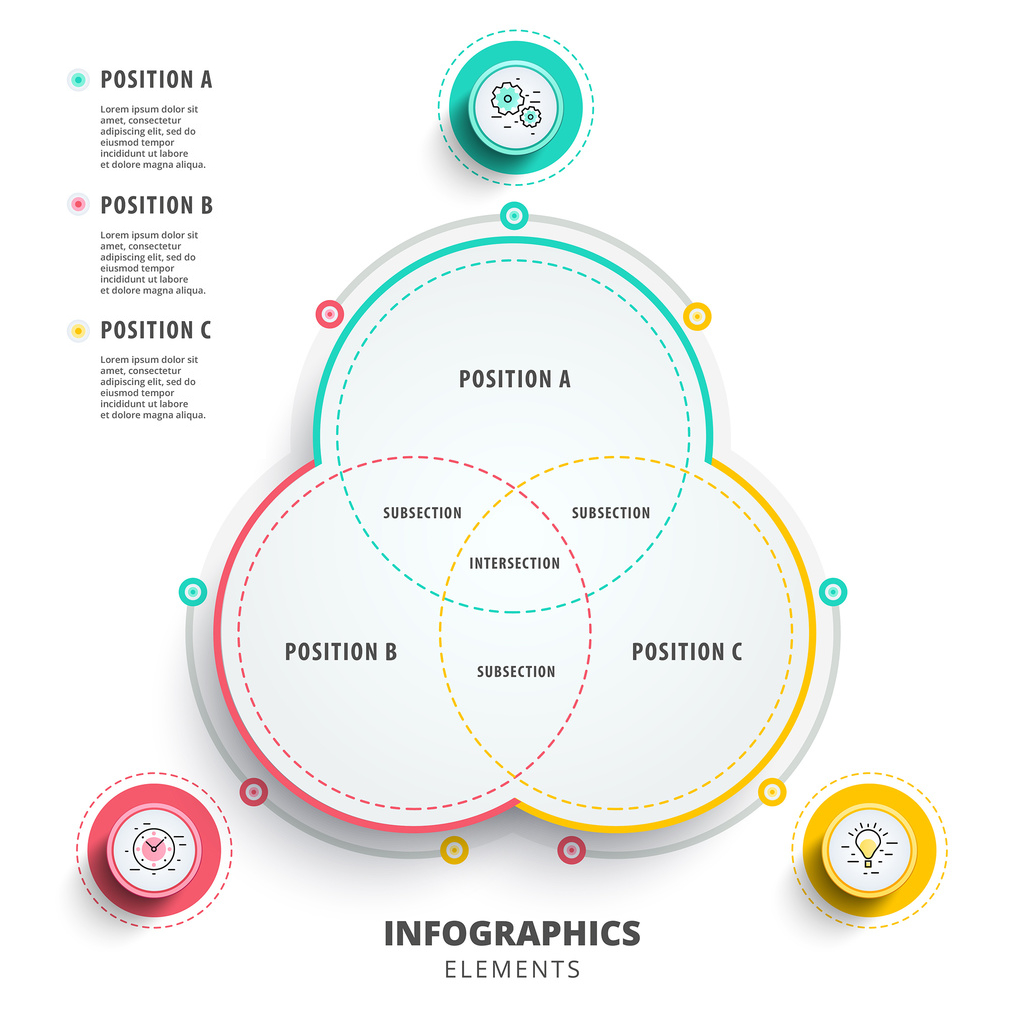 POSITION A
Lorem ipsum dolor sit
amet, consectetur
adipiscing elit, sed do
eiusmod tempor
incididunt ut labore
et dolore magna aliqua.
POSITION B
Lorem ipsum dolor sit
amet, consectetur
adipiscing elit, sed do
eiusmod tempor
incididunt ut labore
et dolore magna aliqua.
POSITION C
Lorem ipsum dolor sit
amet, consectetur
adipiscing elit, sed do
eiusmod tempor
incididunt ut labore
et dolore magna aliqua.
POSITION A
SUBSECTION
SUBSECTION
INTERSECTION
POSITION B
POSITION C
SUBSECTION
INFOGRAPHICS
ELEMENTS